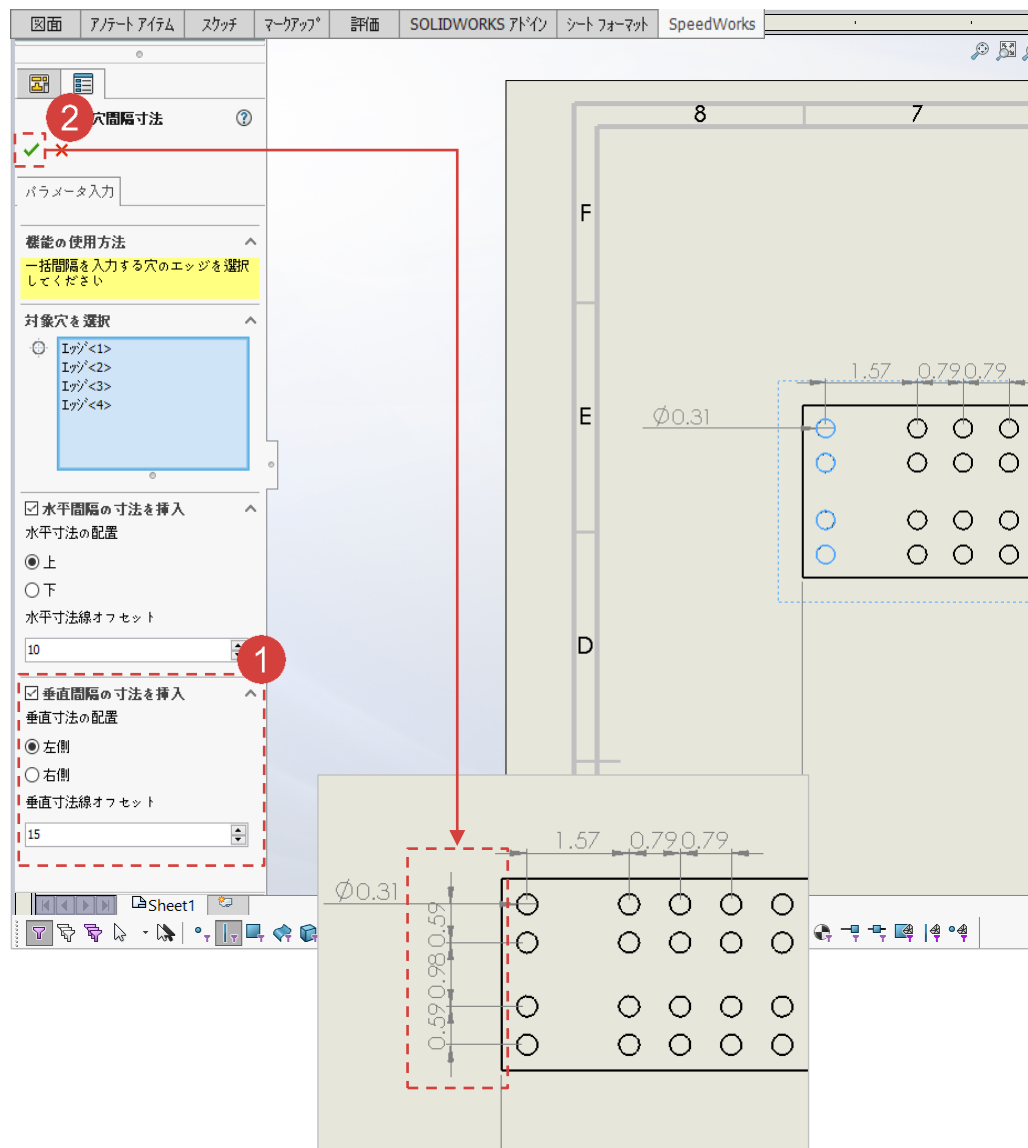 図面 アノテート アイテム スケッチ マークアップ 評価 SOLIDWORKS アドイン シート フォーマット SpeedWorks
2
穴間隔寸法
パラメータ入力
機能の使用方法
一括間隔を入力する穴のエッジを選択
してください
対象穴を選択
エッジ<1>
エッジ<2>
エッジ<3>
エッジ<4>
水平間隔の寸法を挿入
水平寸法の配置
上
下
水平寸法線オフセット
10
1
垂直間隔の寸法を挿入
垂直寸法の配置
左側
右側
垂直寸法線オフセット
15
Sheet1
8 7
F
E
D
1.57 0.79 0.79
∅0.31
1.57 0.79 0.79
∅0.31
0.59
0.98
0.59